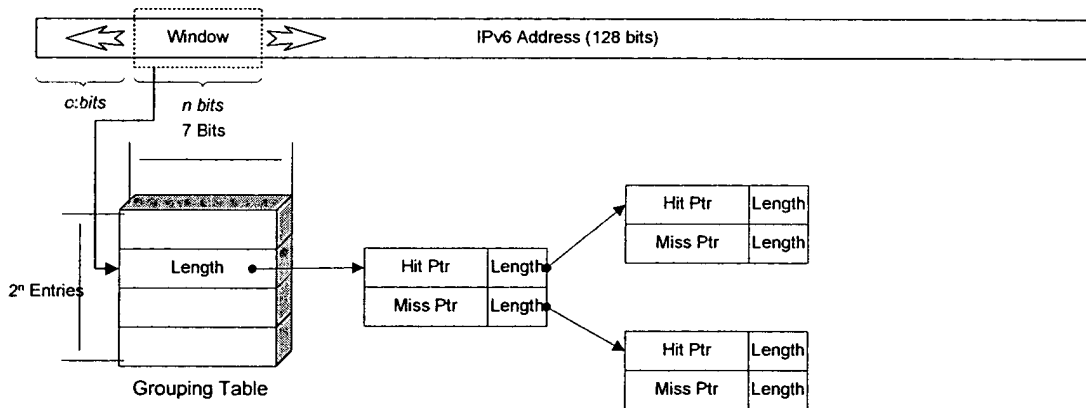 Window
IPv6 Address (128 bits)
c:bits
n bits
7 Bits
2ⁿ Entries
Length
Grouping Table
Hit Ptr Length
Miss Ptr Length
Hit Ptr Length
Miss Ptr Length
Hit Ptr Length
Miss Ptr Length